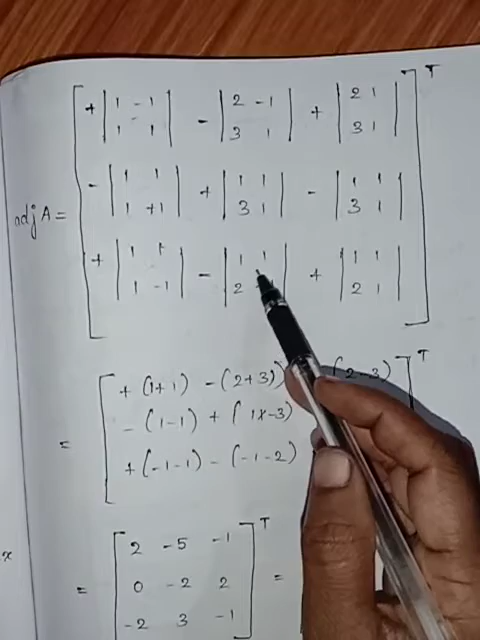 + | 1 -1 | - | 2 -1 | + | 2 1 | T
| 1 1 | | 3 1 | | 3 1 |
- | 1 1 | + | 1 1 | - | 1 1 |
adj A = | 1 +1 | | 3 1 | | 3 1 |
+ | 1 1 | - | 1 1 | + | 1 1 |
| 1 -1 | | 2 | | 2 1 |
+ (1+1) - (2+3) (2-3) T
= - (1-1) + (1x-3)
+ (-1-1) - (-1-2)
2 -5 -1 T
x = 0 -2 2 =
-2 3 -1